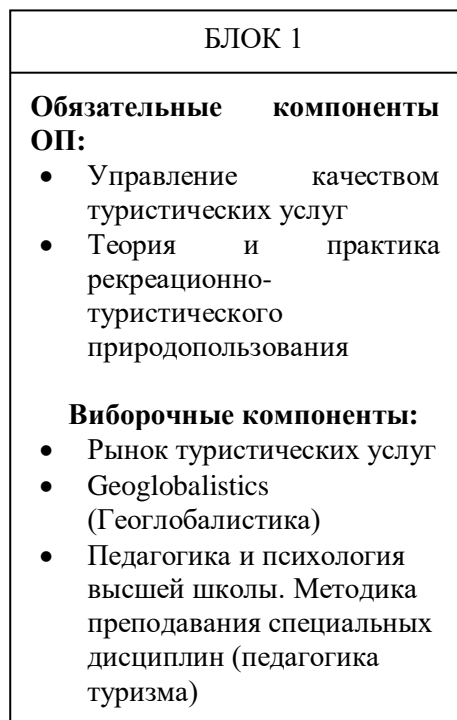 БЛОК 1
Обязательные компоненты
ОП:
• Управление качеством
туристических услуг
• Теория и практика
рекреационно-
туристического
природопользования
Виборочные компоненты:
• Рынок туристических услуг
• Geoglobalistics
(Геоглобалистика)
• Педагогика и психология
высшей школы. Методика
преподавания специальных
дисциплин (педагогика
туризма)